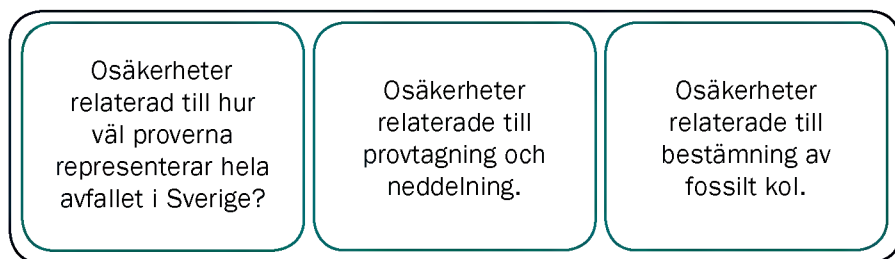 Osäkerheter
relaterad till hur
väl proverna
representerar hela
avfallet i Sverige?
Osäkerheter
relaterade till
provtagning och
neddelning.
Osäkerheter
relaterade till
bestämning av
fossilt kol.